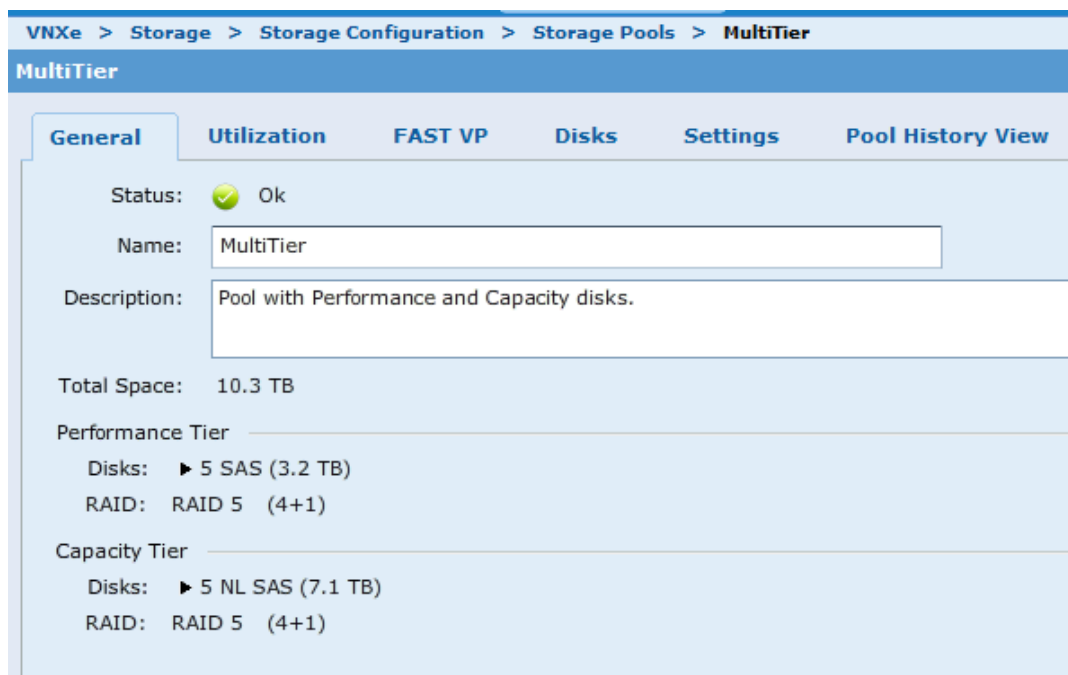 VNXe > Storage > Storage Configuration > Storage Pools > MultiTier
MultiTier
General Utilization FAST VP Disks Settings Pool History View
Status: Ok
Name: MultiTier
Description: Pool with Performance and Capacity disks.
Total Space: 10.3 TB
Performance Tier
Disks: 5 SAS (3.2 TB)
RAID: RAID 5 (4+1)
Capacity Tier
Disks: 5 NL SAS (7.1 TB)
RAID: RAID 5 (4+1)